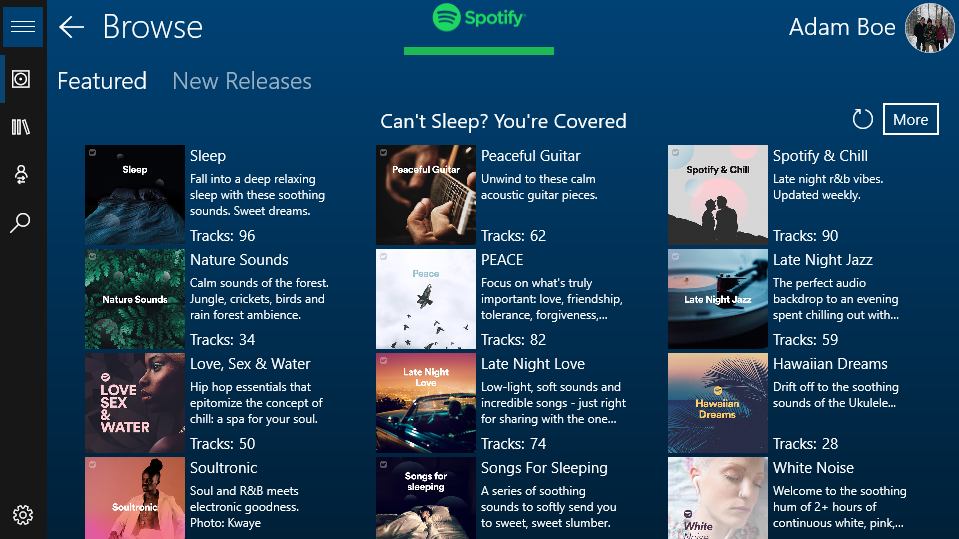 Browse
Spotify
Adam Boe
Featured
New Releases
Can't Sleep? You're Covered
More
Sleep
Sleep
Fall into a deep relaxing
sleep with these soothing
sounds. Sweet dreams.
Tracks: 96
Peaceful Guitar
Peaceful Guitar
Unwind to these calm
acoustic guitar pieces.
Tracks: 62
Spotify & Chill
Spotify & Chill
Late night r&b vibes.
Updated weekly.
Tracks: 90
Nature Sounds
Nature Sounds
Calm sounds of the forest.
Jungle, crickets, birds and
rain forest ambience.
Tracks: 34
Peace
PEACE
Focus on what's truly
important: love, friendship,
tolerance, forgiveness,...
Tracks: 82
Late Night Jazz
Late Night Jazz
The perfect audio
backdrop to an evening
spent chilling out with...
Tracks: 59
LOVE
SEX
&
WATER
Love, Sex & Water
Hip hop essentials that
epitomize the concept of
chill: a spa for your soul.
Tracks: 50
Late Night
Love
Late Night Love
Low-light, soft sounds and
incredible songs - just right
for sharing with the one...
Tracks: 74
Hawaiian
Dreams
Hawaiian Dreams
Drift off to the soothing
sounds of the Ukulele...
Tracks: 28
Soultronic
Soultronic
Soul and R&B meets
electronic goodness.
Photo: Kwaye
Songs for
sleeping
Songs For Sleeping
A series of soothing
sounds to softly send you
to sweet, sweet slumber.
White
Noise
White Noise
Welcome to the soothing
hum of 2+ hours of
continuous white, pink,...